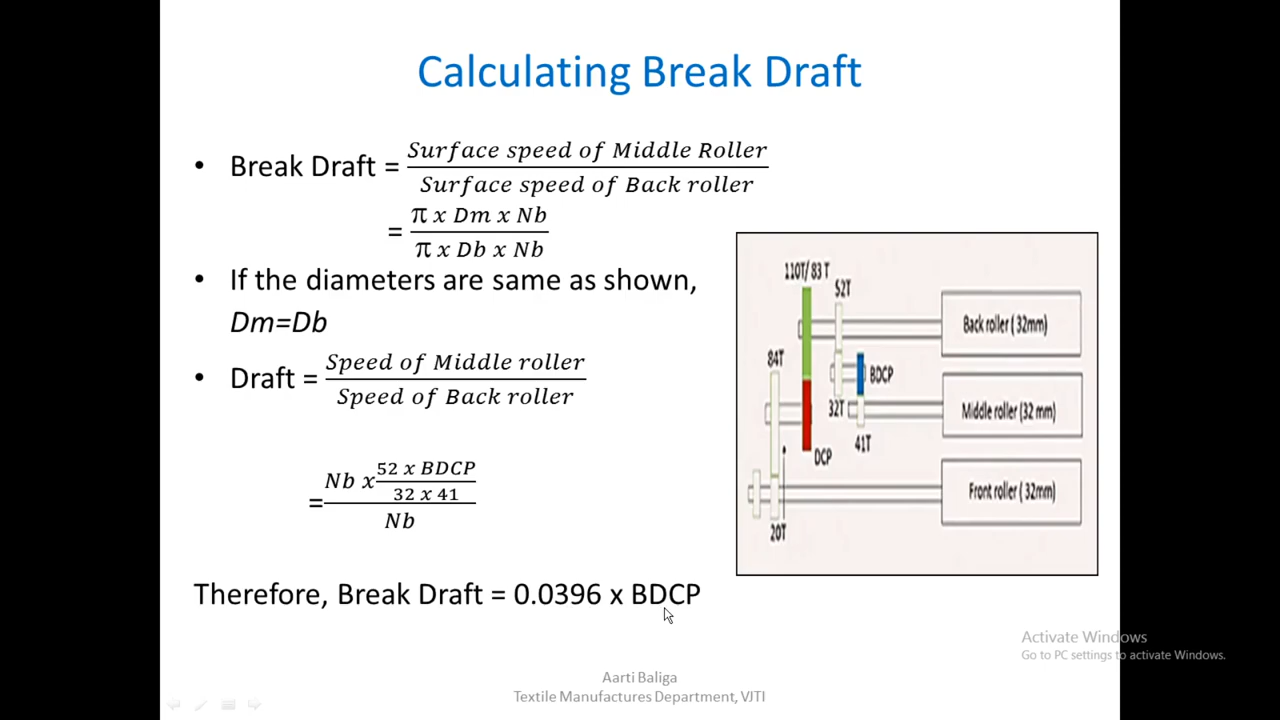 Calculating Break Draft
• Break Draft = Surface speed of Middle Roller / Surface speed of Back roller
= π x Dm x Nb / π x Db x Nb
• If the diameters are same as shown,
Dm=Db
• Draft = Speed of Middle roller / Speed of Back roller
= Nb x 52 x BDCP / 32 x 41 / Nb
Therefore, Break Draft = 0.0396 x BDCP
110T/ 83 T
52T
Back roller ( 32mm)
84T
BDCP
32T
Middle roller (32 mm)
41T
DCP
Front roller ( 32mm)
20T
Activate Windows
Go to PC settings to activate Windows.
Aarti Baliga
Textile Manufactures Department, VJTI